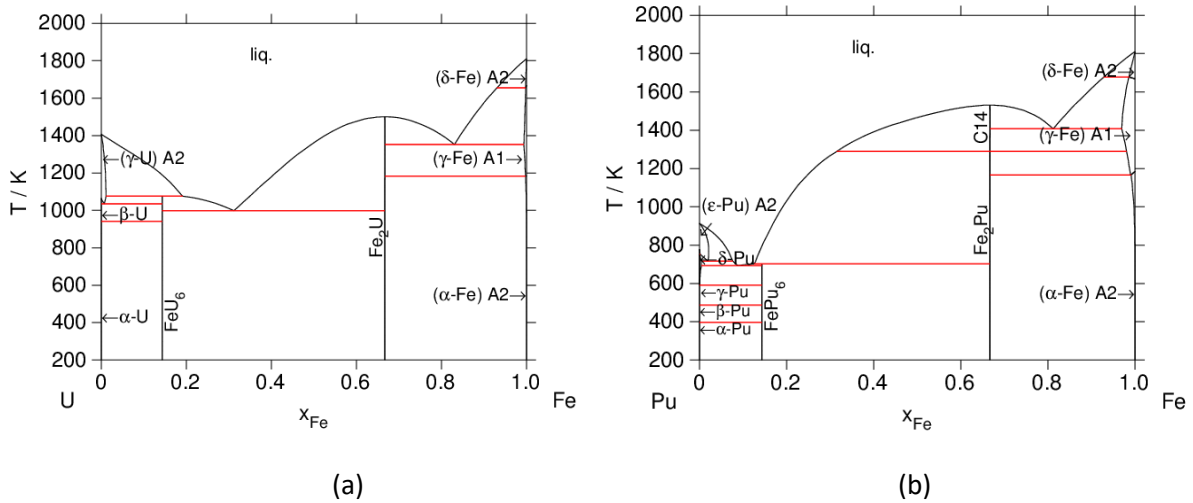 2000
1800
1600
1400
1200
1000
800
600
400
200
T / K
liq.
(δ-Fe) A2
(γ-U) A2
(γ-Fe) A1
β-U
Fe₂U
(α-Fe) A2
α-U
FeU₆
0
0.2
0.4
0.6
0.8
1.0
U
Fe
x_Fe
(a)
2000
1800
1600
1400
1200
1000
800
600
400
200
T / K
liq.
(δ-Fe) A2
C14
(γ-Fe) A1
(ε-Pu) A2
δ-Pu
Fe₂Pu
γ-Pu
β-Pu
α-Pu
FePu₆
(α-Fe) A2
0
0.2
0.4
0.6
0.8
1.0
Pu
Fe
x_Fe
(b)